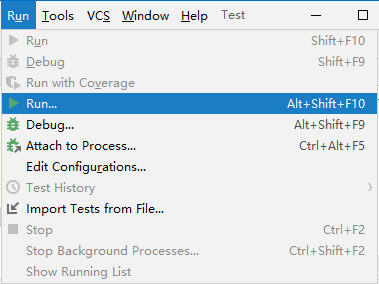 Run Tools VCS Window Help Test
Run Shift+F10
Debug Shift+F9
Run with Coverage
Run... Alt+Shift+F10
Debug... Alt+Shift+F9
Attach to Process... Ctrl+Alt+F5
Edit Configurations...
Test History
Import Tests from File...
Stop Ctrl+F2
Stop Background Processes... Ctrl+Shift+F2
Show Running List